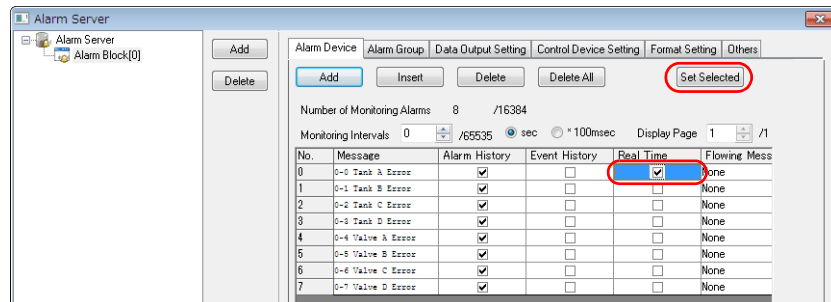 Alarm Server
Alarm Server
Alarm Block[0]
Add
Delete
Alarm Device Alarm Group Data Output Setting Control Device Setting Format Setting Others
Add Insert Delete Delete All Set Selected
Number of Monitoring Alarms 8 /16384
Monitoring Intervals 0 /65535 sec * 100msec Display Page 1 /1
No. Message Alarm History Event History Real Time Flowing Mess
0 0-0 Tank A Error None
1 0-1 Tank B Error None
2 0-2 Tank C Error None
3 0-3 Tank D Error None
4 0-4 Valve A Error None
5 0-5 Valve B Error None
6 0-6 Valve C Error None
7 0-7 Valve D Error None